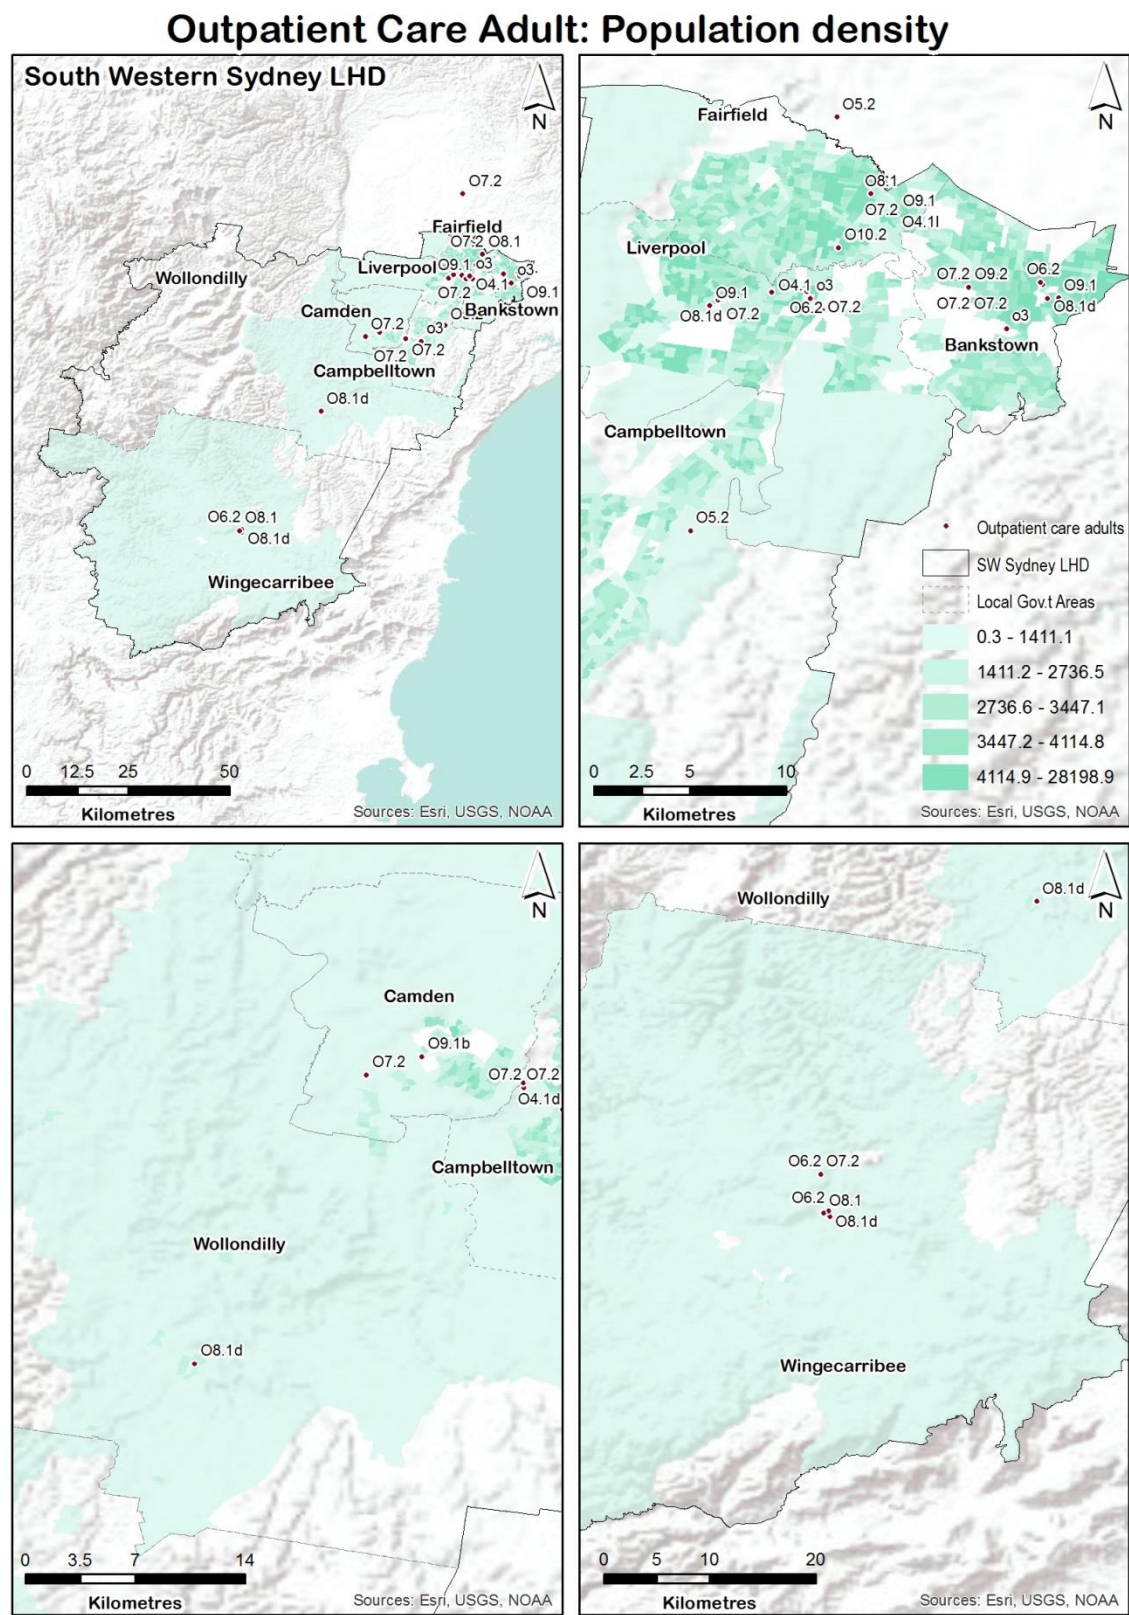 Outpatient Care Adult: Population density
South Western Sydney LHD
N
O7.2
Fairfield
O7.2 O8.1
Wollondilly
Liverpool
O9.1 o3
o3.
O7.2
O4.1
O9.1
Camden
Bankstown
O7.2
o3
O7.2
O7.2
Campbelltown
O8.1d
O6.2 O8.1
O8.1d
Wingecarribee
0 12.5 25 50
Kilometres
Sources: Esri, USGS, NOAA
N
Fairfield
O5.2
O8.1
O9.1
O7.2
O4.1l
O10.2
Liverpool
O7.2 O9.2
O6.2
O9.1
O4.1 o3
O9.1
O8.1d
O7.2
O6.2
O7.2
O7.2 O7.2
O8.1d
o3
Bankstown
Campbelltown
O5.2
Outpatient care adults
SW Sydney LHD
Local Gov.t Areas
0.3 - 1411.1
1411.2 - 2736.5
2736.6 - 3447.1
3447.2 - 4114.8
4114.9 - 28198.9
0 2.5 5 10
Kilometres
Sources: Esri, USGS, NOAA
N
Camden
O9.1b
O7.2
O7.2 O7.2
O4.1d
Campbelltown
Wollondilly
O8.1d
0 3.5 7 14
Kilometres
Sources: Esri, USGS, NOAA
Wollondilly
O8.1d
N
O6.2 O7.2
O6.2 O8.1
O8.1d
Wingecarribee
0 5 10 20
Kilometres
Sources: Esri, USGS, NOAA